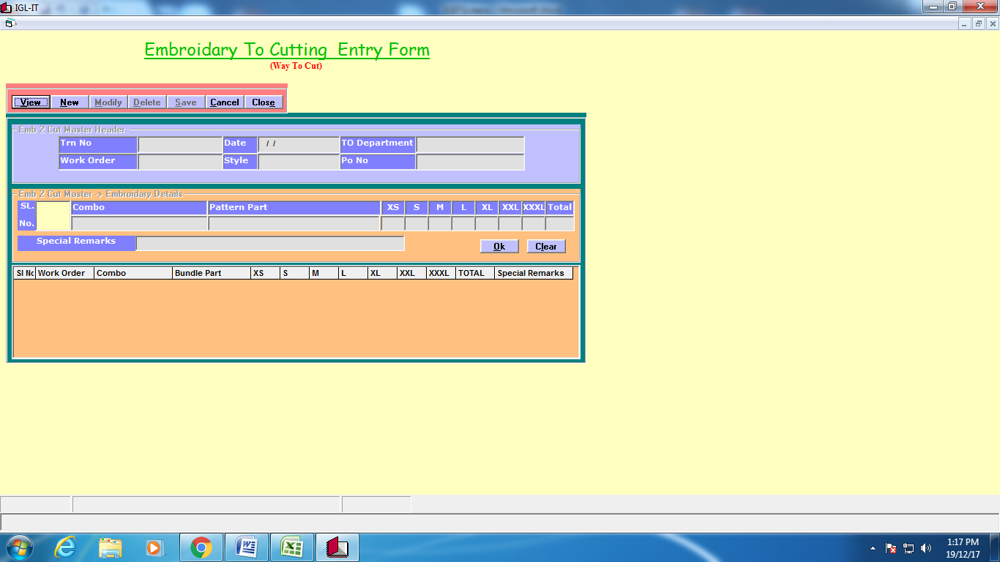 IGL-IT
Embroidary To Cutting Entry Form
(Way To Cut)
View New Modify Delete Save Cancel Close
Emb 2 Cut Master Header
Trn No Date / / TO Department
Work Order Style Po No
Emb 2 Cut Master -> Embroidary Details
SL. Combo Pattern Part XS S M L XL XXL XXXL Total
No.
Special Remarks Ok Clear
Sl No Work Order Combo Bundle Part XS S M L XL XXL XXXL TOTAL Special Remarks
1:17 PM
19/12/17